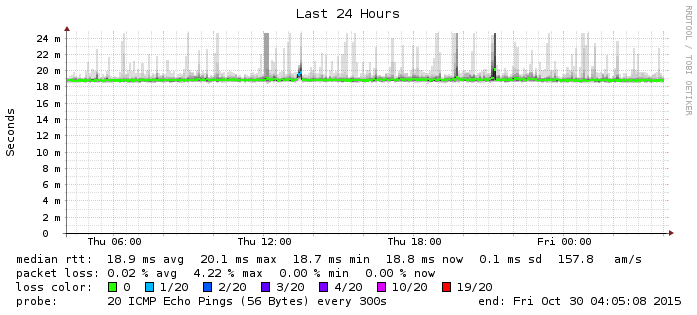 Last 24 Hours
RRDTOOL / TOBI OETIKER
Seconds
24 m
22 m
20 m
18 m
16 m
14 m
12 m
10 m
8 m
6 m
4 m
2 m
0
Thu 06:00 Thu 12:00 Thu 18:00 Fri 00:00
median rtt: 18.9 ms avg 20.1 ms max 18.7 ms min 18.8 ms now 0.1 ms sd 157.8 am/s
packet loss: 0.02 % avg 4.22 % max 0.00 % min 0.00 % now
loss color: 0 1/20 2/20 3/20 4/20 10/20 19/20
probe: 20 ICMP Echo Pings (56 Bytes) every 300s end: Fri Oct 30 04:05:08 2015